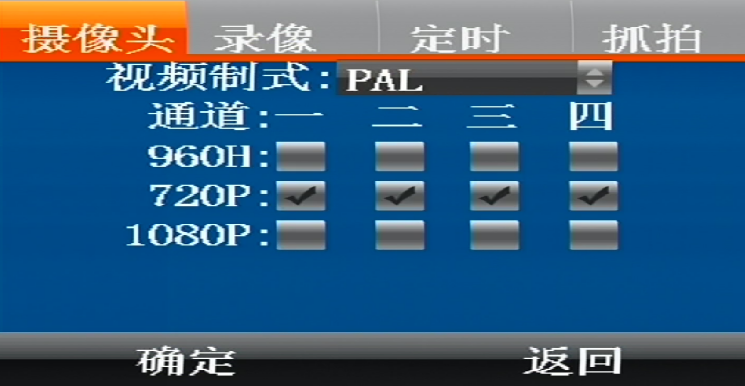 摄像头 录像 定时 抓拍
视频制式:PAL
通道:一 二 三 四
960H:
720P:
1080P:
确定 返回